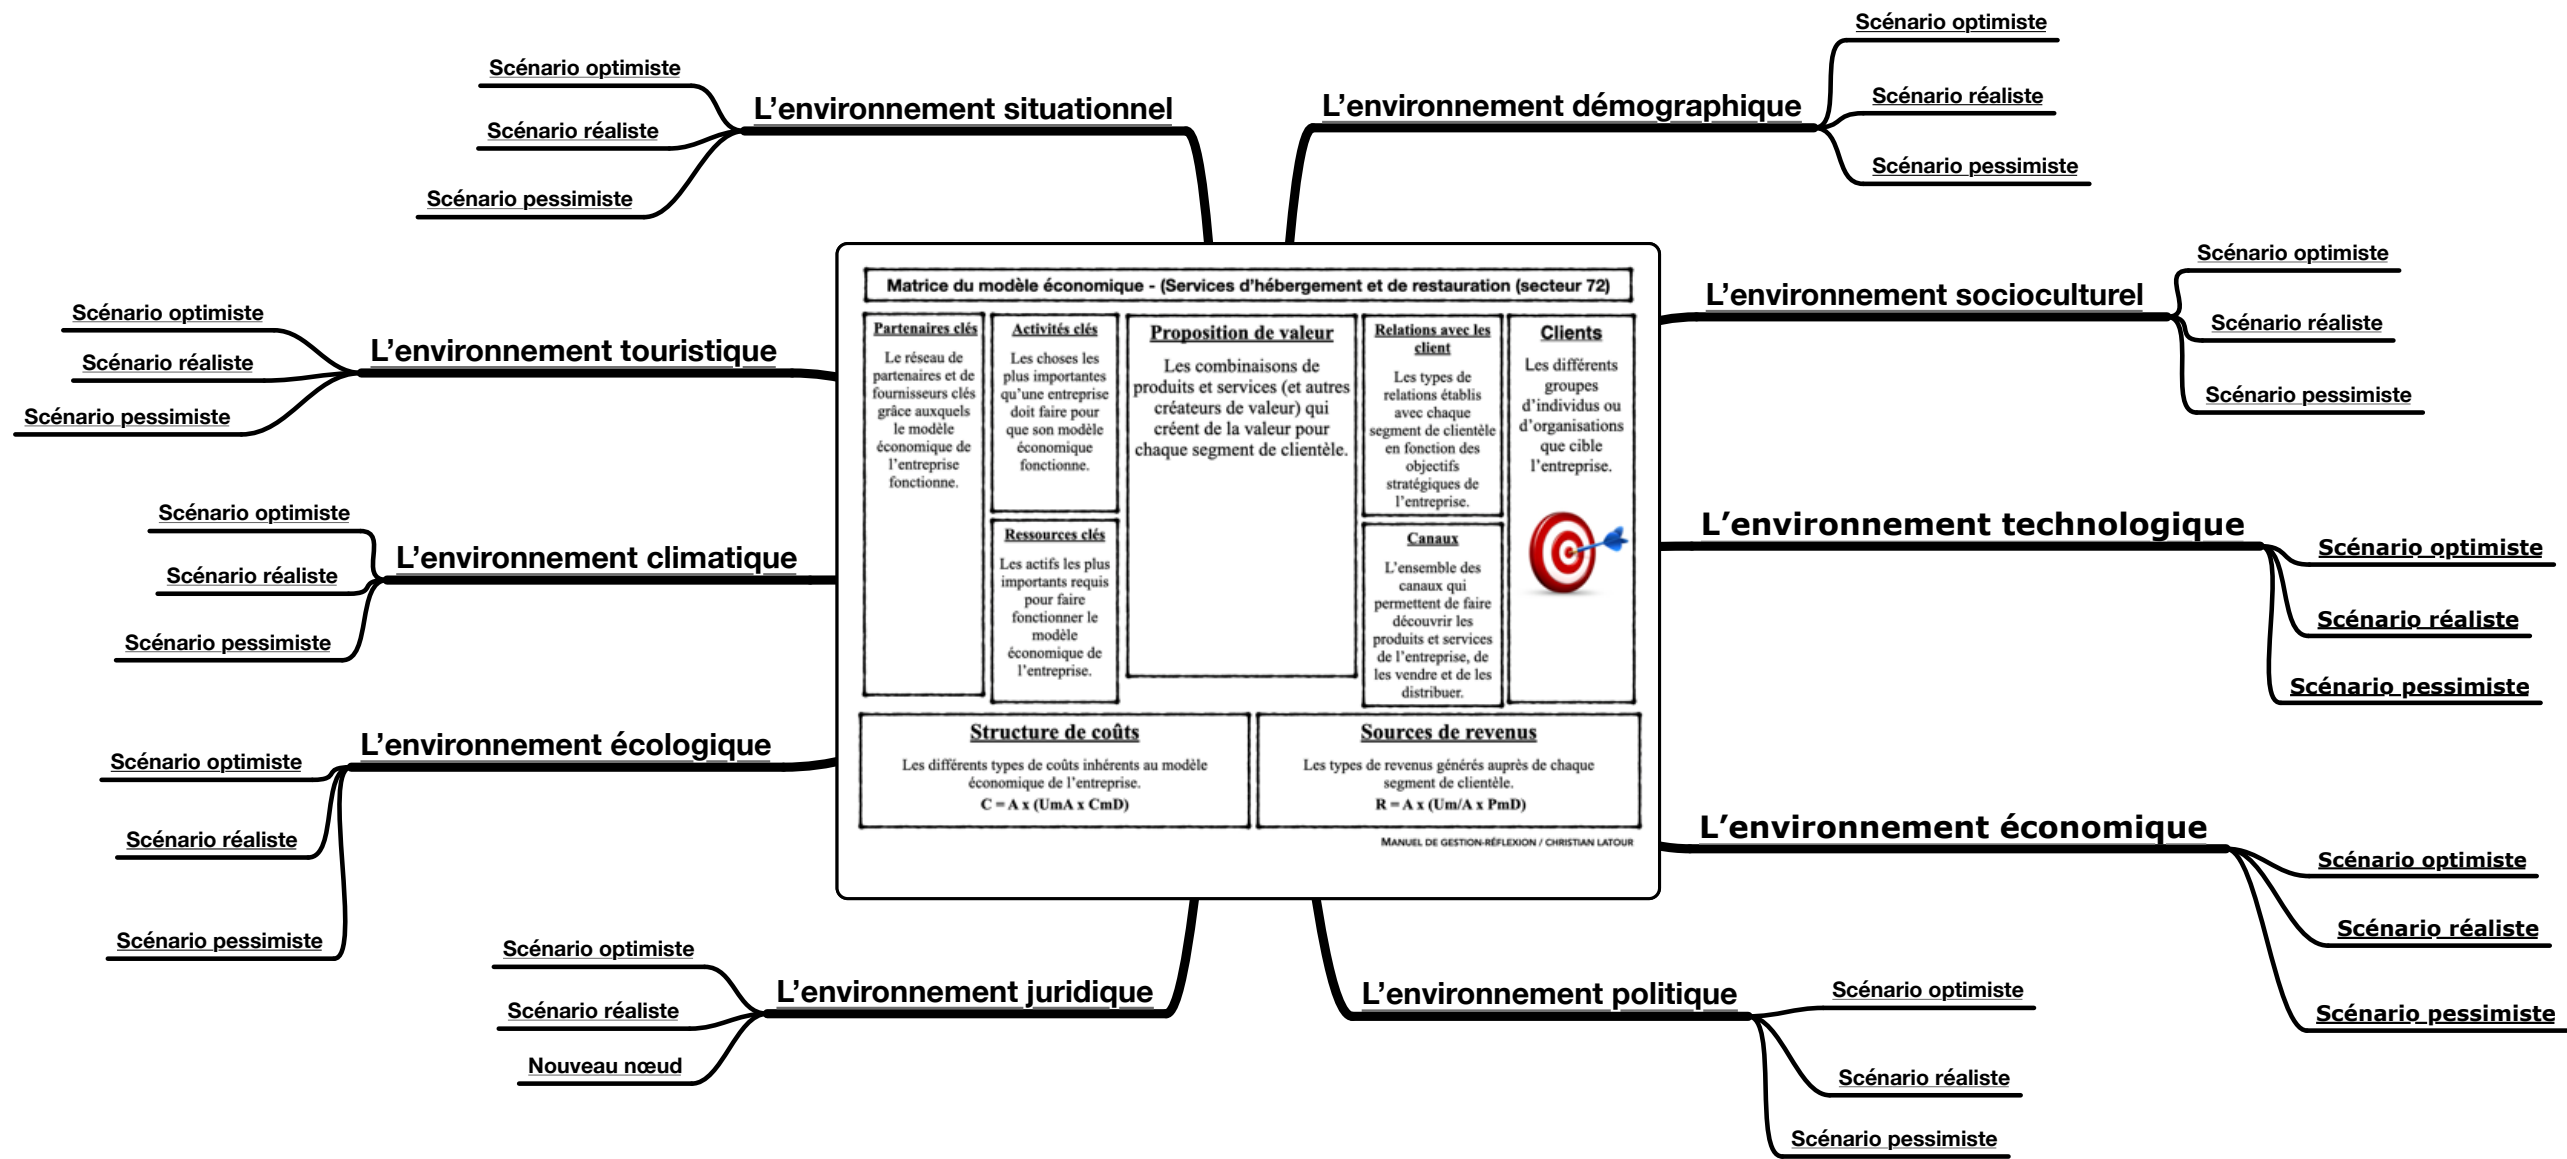 L'environnement situationnel
Scénario optimiste
Scénario réaliste
Scénario pessimiste
L'environnement touristique
Scénario optimiste
Scénario réaliste
Scénario pessimiste
L'environnement climatique
Scénario optimiste
Scénario réaliste
Scénario pessimiste
L'environnement écologique
Scénario optimiste
Scénario réaliste
Scénario pessimiste
L'environnement juridique
Scénario optimiste
Scénario réaliste
Nouveau nœud
Matrice du modèle économique - (Services d'hébergement et de restauration (secteur 72)
Partenaires clés
Le réseau de
partenaires et de
fournisseurs clés
grâce auxquels
le modèle
économique de
l'entreprise
fonctionne.
Activités clés
Les choses les
plus importantes
qu'une entreprise
doit faire pour
que son modèle
économique
fonctionne.
Ressources clés
Les actifs les plus
importants requis
pour faire
fonctionner le
modèle
économique de
l'entreprise.
Proposition de valeur
Les combinaisons de
produits et services (et autres
créateurs de valeur) qui
créent de la valeur pour
chaque segment de clientèle.
Relations avec les
client
Les types de
relations établis
avec chaque
segment de clientèle
en fonction des
objectifs
stratégiques de
l'entreprise.
Canaux
L'ensemble des
canaux qui
permettent de faire
découvrir les
produits et services
de l'entreprise, de
les vendre et de les
distribuer.
Clients
Les différents
groupes
d'individus ou
d'organisations
que cible
l'entreprise.
Structure de coûts
Les différents types de coûts inhérents au modèle
économique de l'entreprise.
C = A x (UmA x CmD)
Sources de revenus
Les types de revenus générés auprès de chaque
segment de clientèle.
R = A x (Um/A x PmD)
MANUEL DE GESTION-RÉFLEXION / CHRISTIAN LATOUR
L'environnement démographique
Scénario optimiste
Scénario réaliste
Scénario pessimiste
L'environnement socioculturel
Scénario optimiste
Scénario réaliste
Scénario pessimiste
L'environnement technologique
Scénario optimiste
Scénario réaliste
Scénario pessimiste
L'environnement économique
Scénario optimiste
Scénario réaliste
Scénario pessimiste
L'environnement politique
Scénario optimiste
Scénario réaliste
Scénario pessimiste